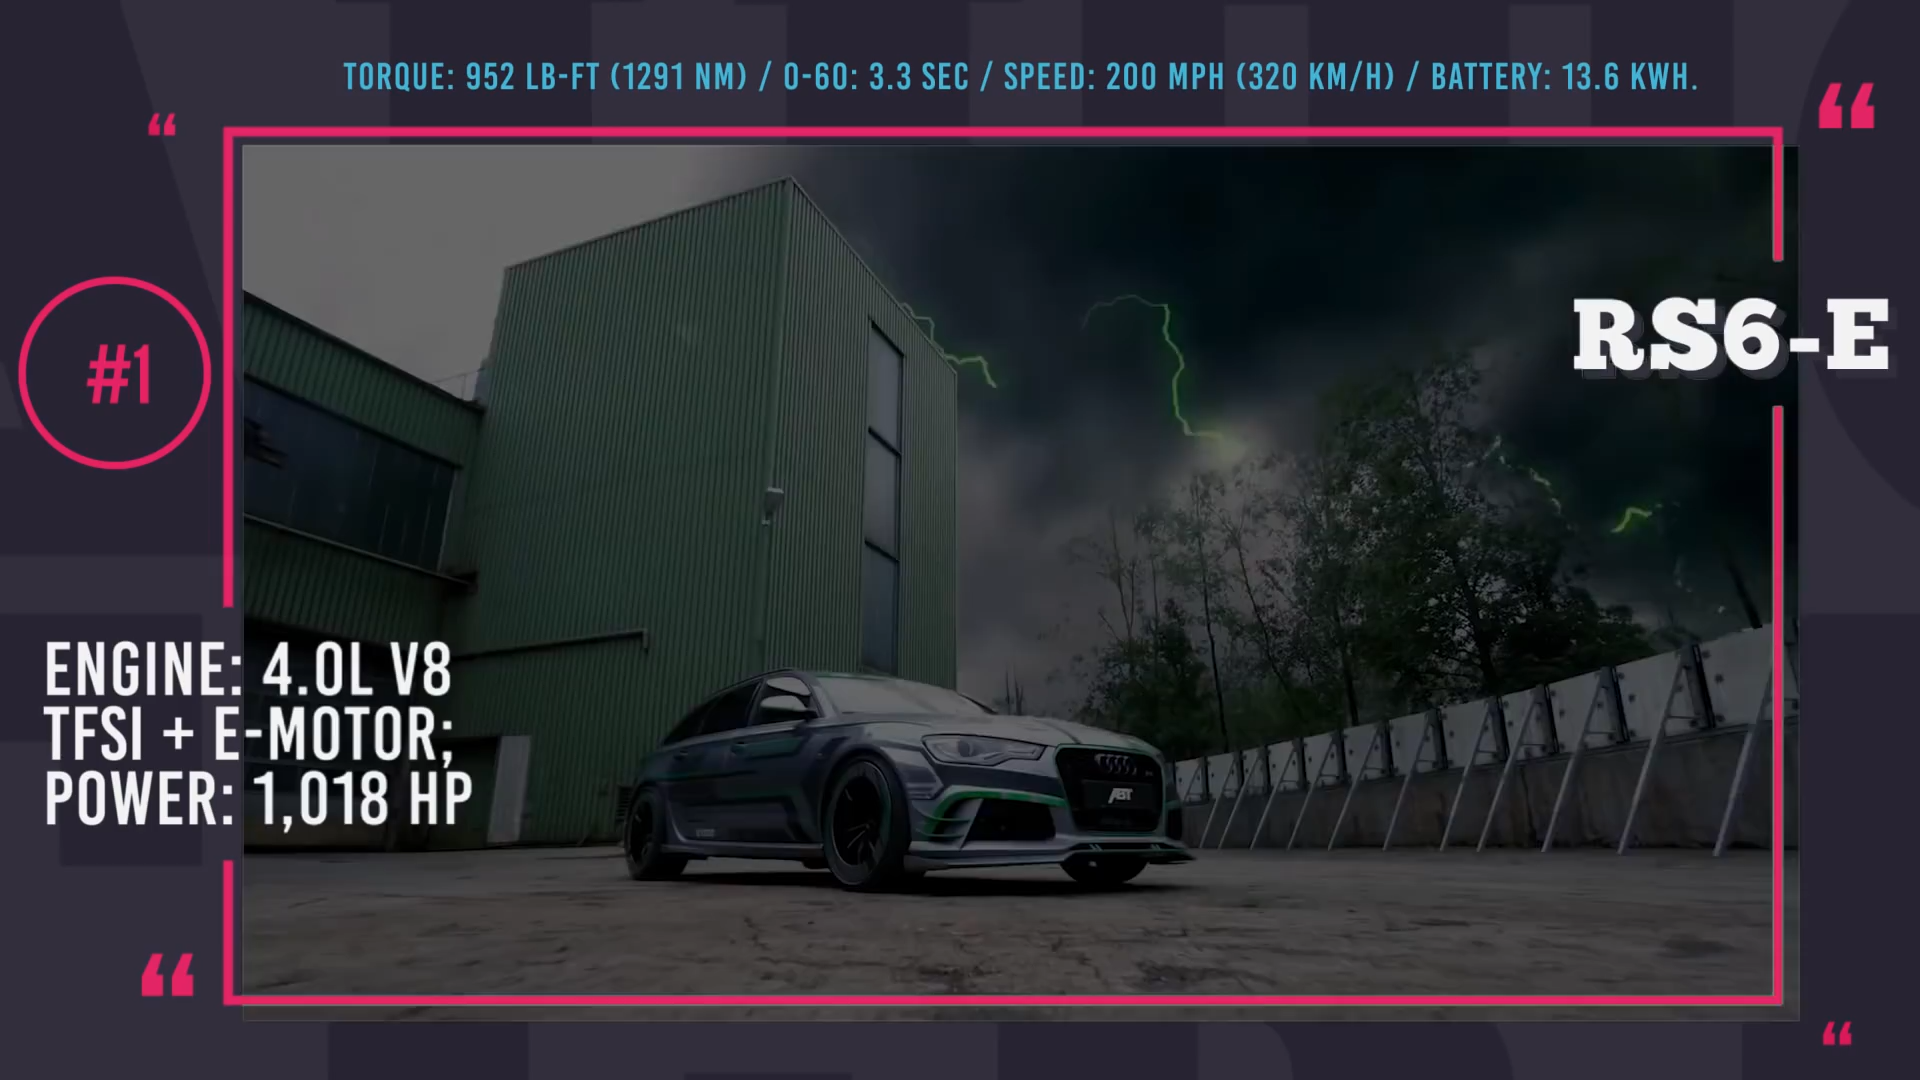 TORQUE: 952 LB-FT (1291 NM) / 0-60: 3.3 SEC / SPEED: 200 MPH (320 KM/H) / BATTERY: 13.6 KWH.
#1
RS6-E
ENGINE: 4.0L V8
TFSI + E-MOTOR;
POWER: 1,018 HP
ABT